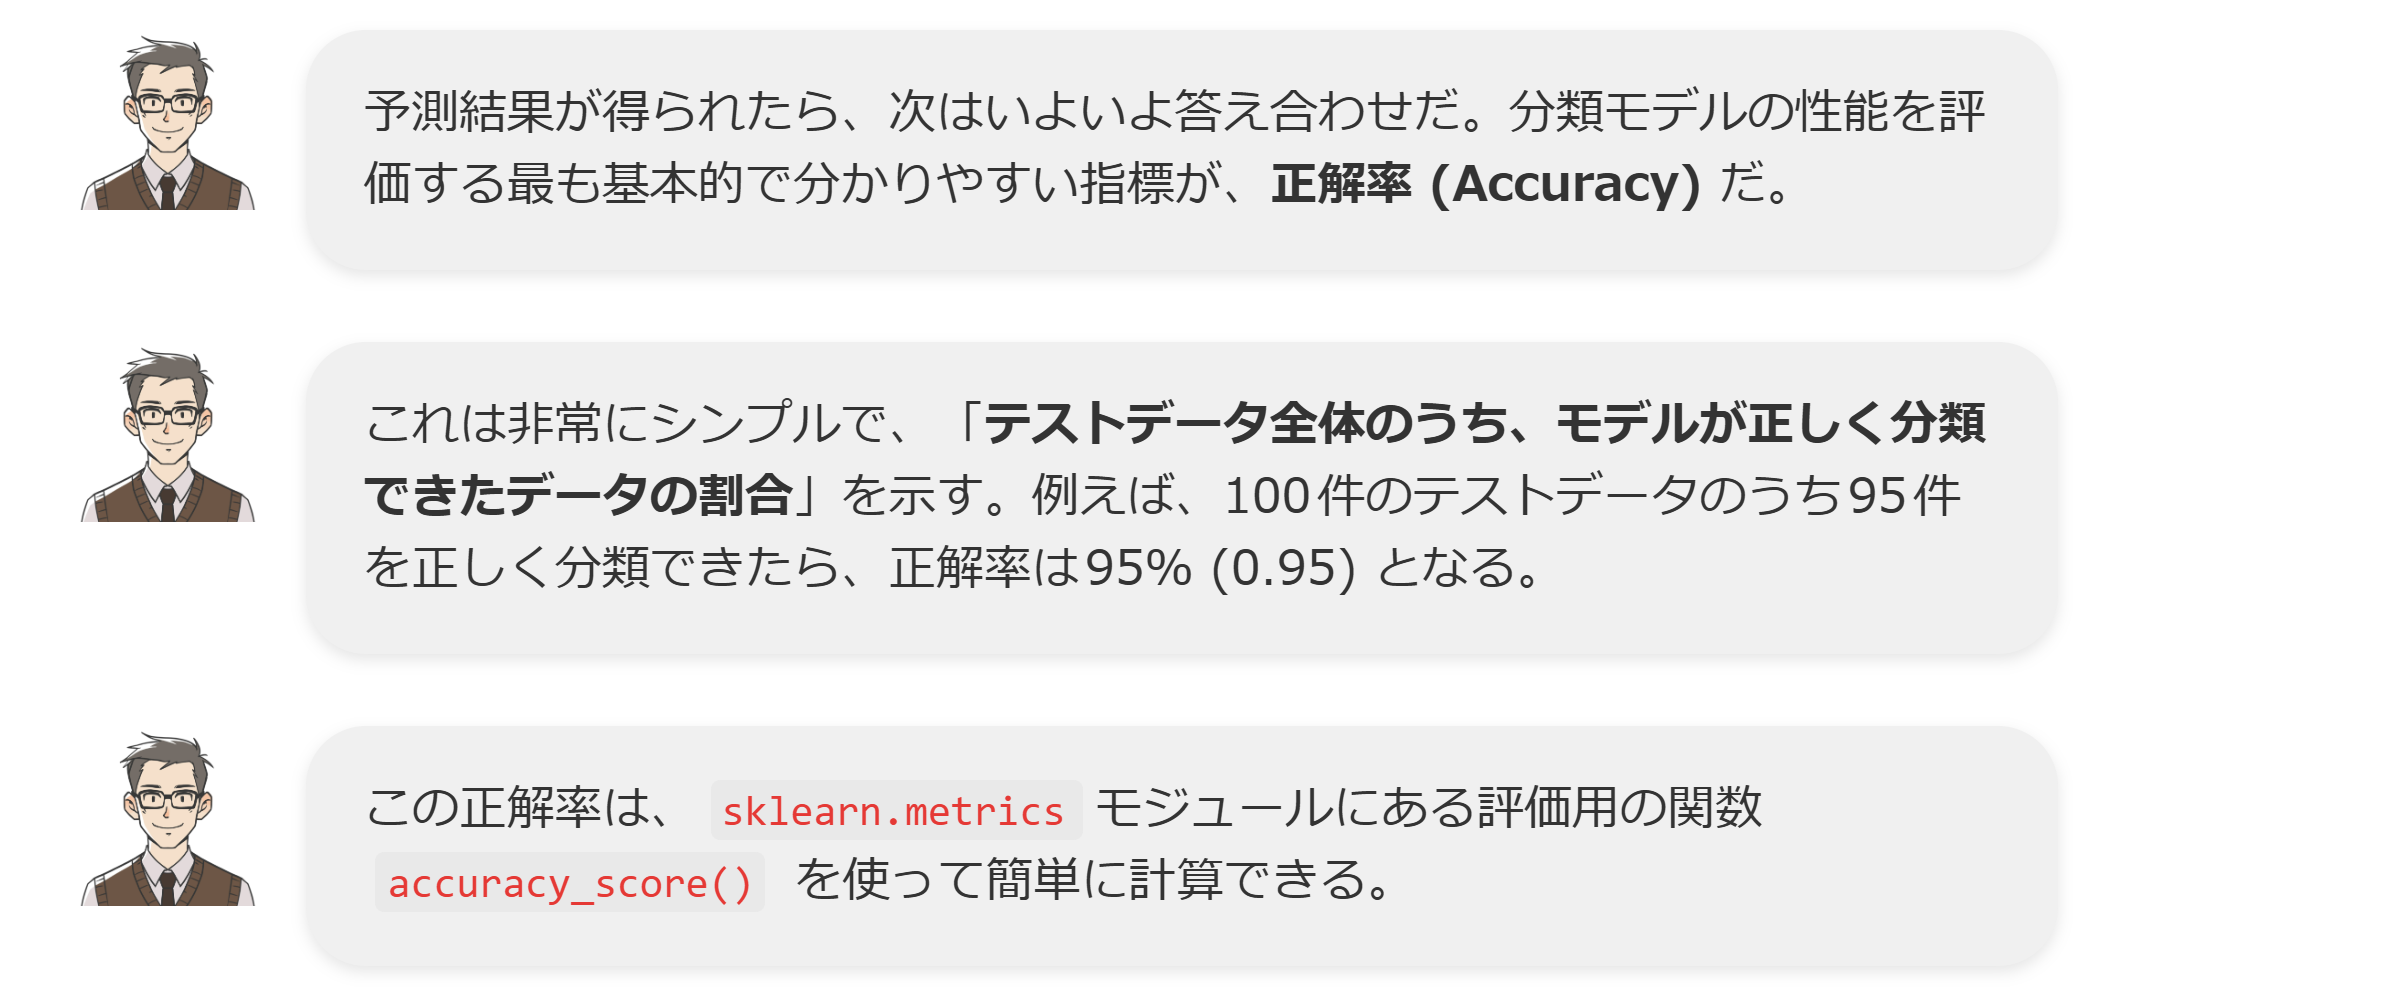 予測結果が得られたら、次はいよいよ答え合わせだ。分類モデルの性能を評
価する最も基本的で分かりやすい指標が、正解率 (Accuracy) だ。
これは非常にシンプルで、「テストデータ全体のうち、モデルが正しく分類
できたデータの割合」を示す。例えば、100件のテストデータのうち95件
を正しく分類できたら、正解率は95% (0.95) となる。
この正解率は、 sklearn.metrics モジュールにある評価用の関数
accuracy_score() を使って簡単に計算できる。